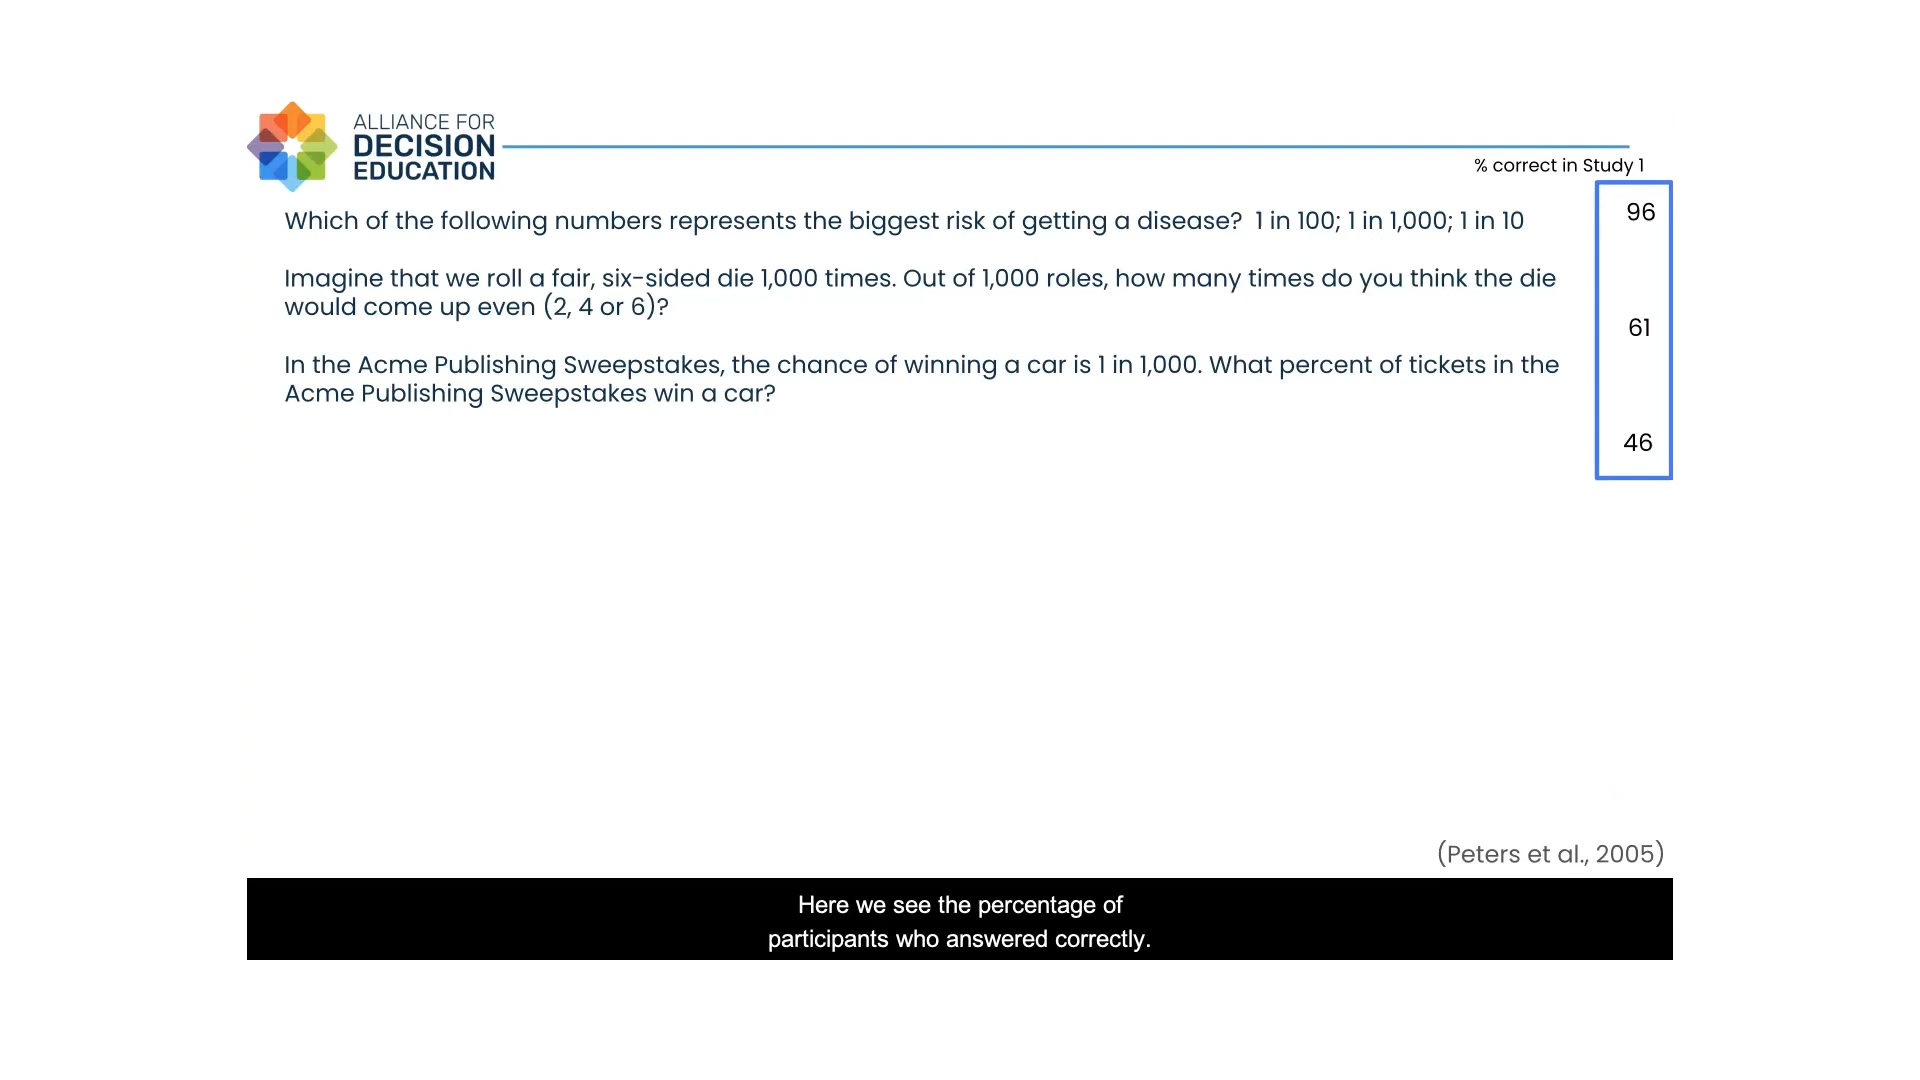 ALLIANCE FOR
DECISION
EDUCATION
% correct in Study 1
Which of the following numbers represents the biggest risk of getting a disease? 1 in 100; 1 in 1,000; 1 in 10
96
Imagine that we roll a fair, six-sided die 1,000 times. Out of 1,000 roles, how many times do you think the die
would come up even (2, 4 or 6)?
61
In the Acme Publishing Sweepstakes, the chance of winning a car is 1 in 1,000. What percent of tickets in the
Acme Publishing Sweepstakes win a car?
46
(Peters et al., 2005)
Here we see the percentage of
participants who answered correctly.